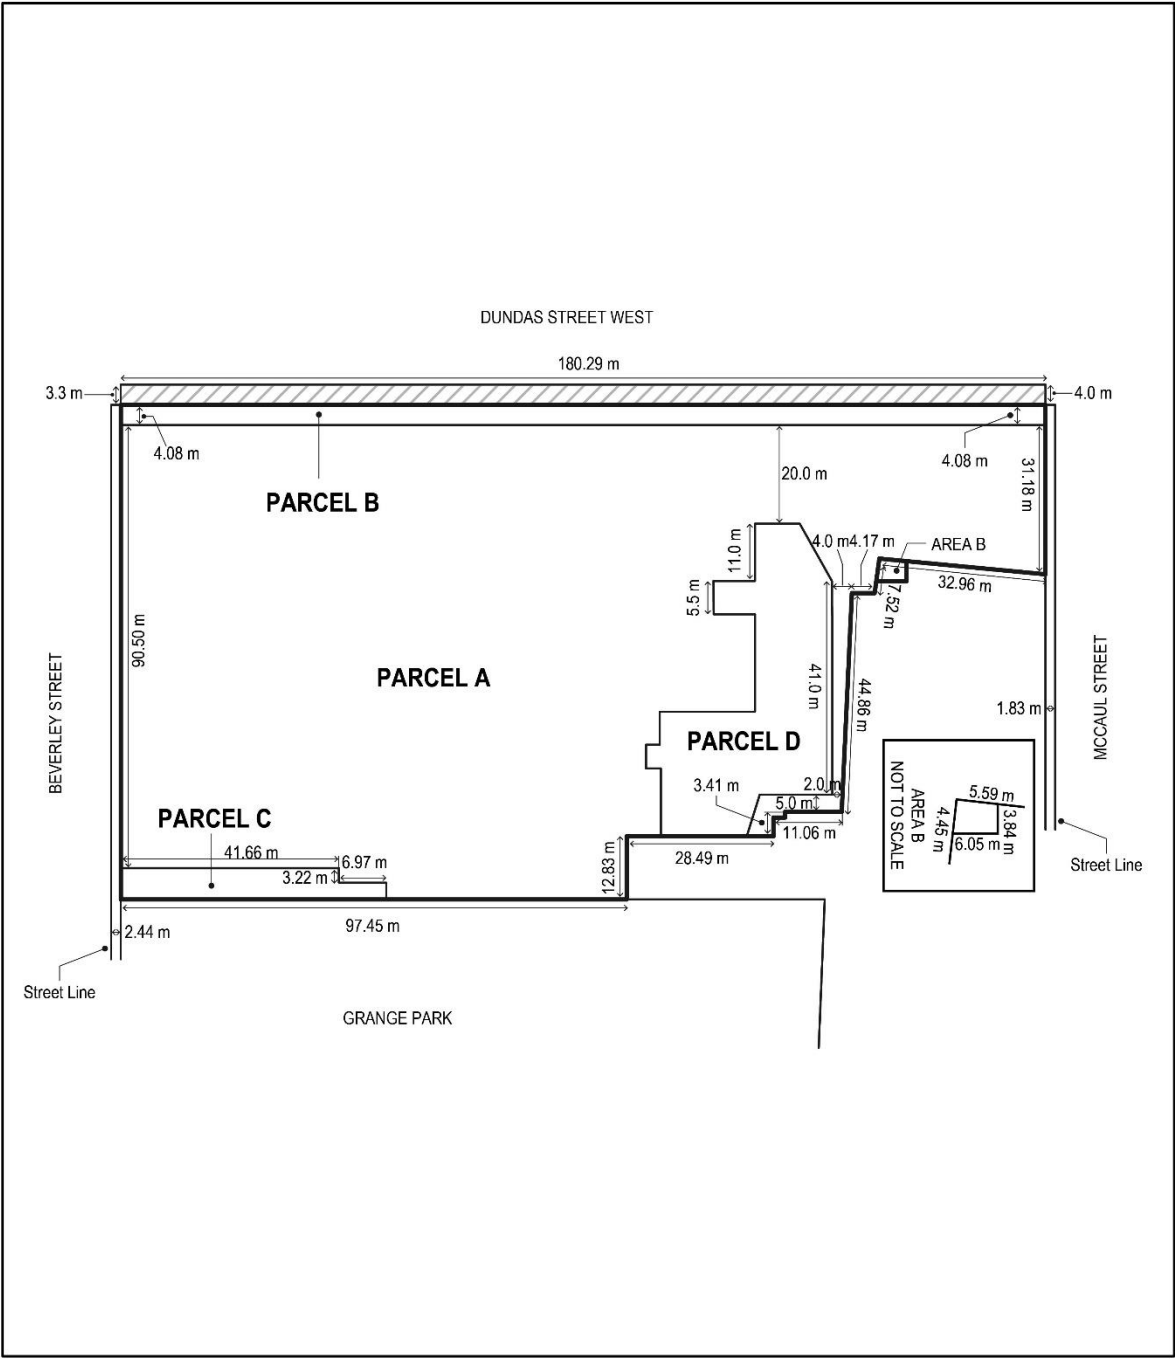 DUNDAS STREET WEST
180.29 m
3.3 m
4.0 m
4.08 m
4.08 m
PARCEL B
20.0 m
31.18 m
11.0 m
4.0 m
4.17 m
AREA B
5.5 m
7.52 m
32.96 m
90.50 m
BEVERLEY STREET
PARCEL A
41.0 m
44.86 m
MCCAUL STREET
1.83 m
PARCEL D
3.41 m
2.0 m
5.0 m
11.06 m
AREA B
NOT TO SCALE
5.59 m
4.45 m
3.84 m
6.05 m
PARCEL C
41.66 m
6.97 m
3.22 m
12.83 m
28.49 m
Street Line
97.45 m
2.44 m
Street Line
GRANGE PARK